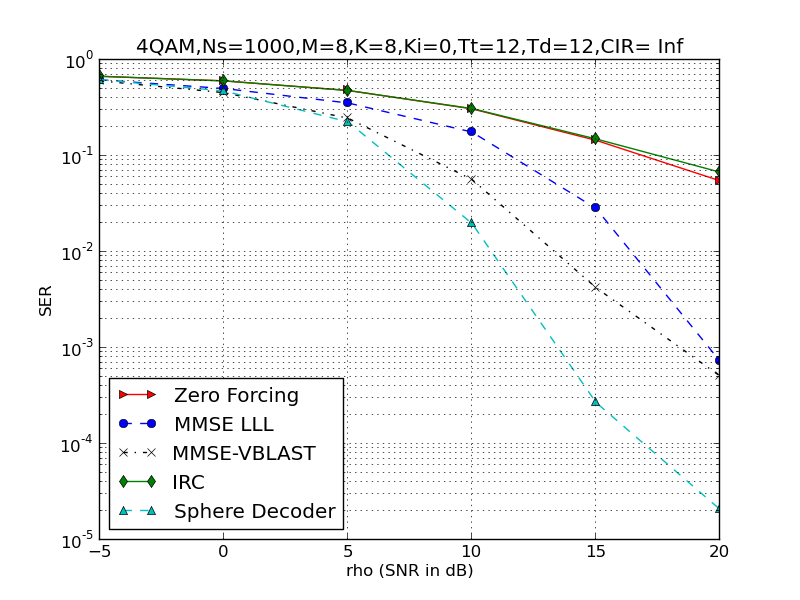 4QAM,Ns=1000,M=8,K=8,Ki=0,Tt=12,Td=12,CIR= Inf
10^0
10^-1
10^-2
SER
10^-3
10^-4
10^-5
Zero Forcing
MMSE LLL
MMSE-VBLAST
IRC
Sphere Decoder
−5 0 5 10 15 20
rho (SNR in dB)